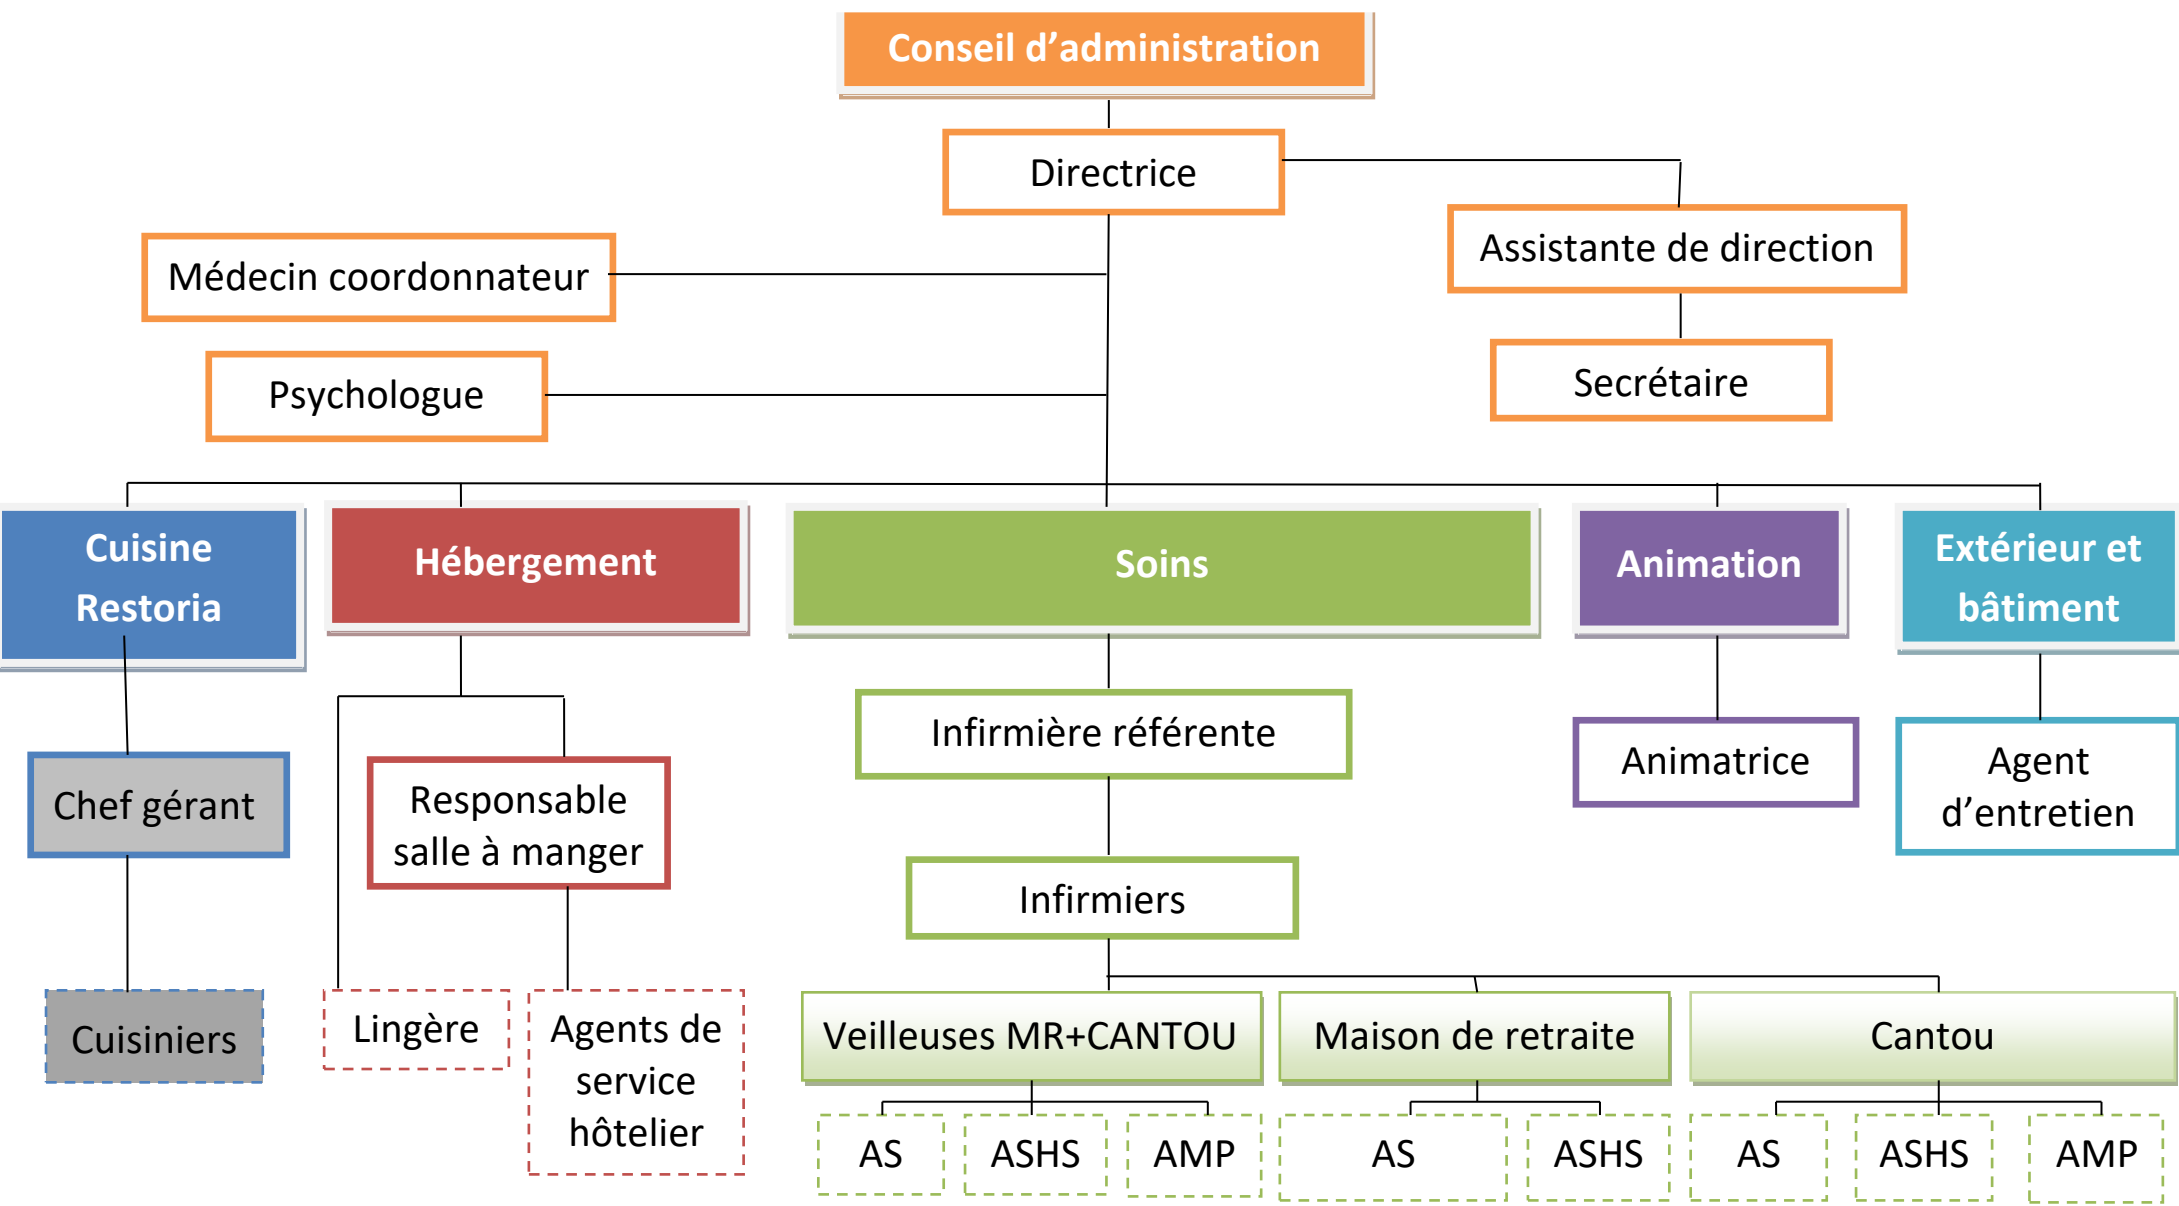 Conseil d’administration
Directrice
Assistante de direction
Médecin coordonnateur
Secrétaire
Psychologue
Cuisine
Restoria
Hébergement
Soins
Animation
Extérieur et
bâtiment
Chef gérant
Responsable
salle à manger
Infirmière référente
Animatrice
Agent
d’entretien
Infirmiers
Cuisiniers
Lingère
Agents de
service
hôtelier
Veilleuses MR+CANTOU
Maison de retraite
Cantou
AS
ASHS
AMP
AS
ASHS
AS
ASHS
AMP